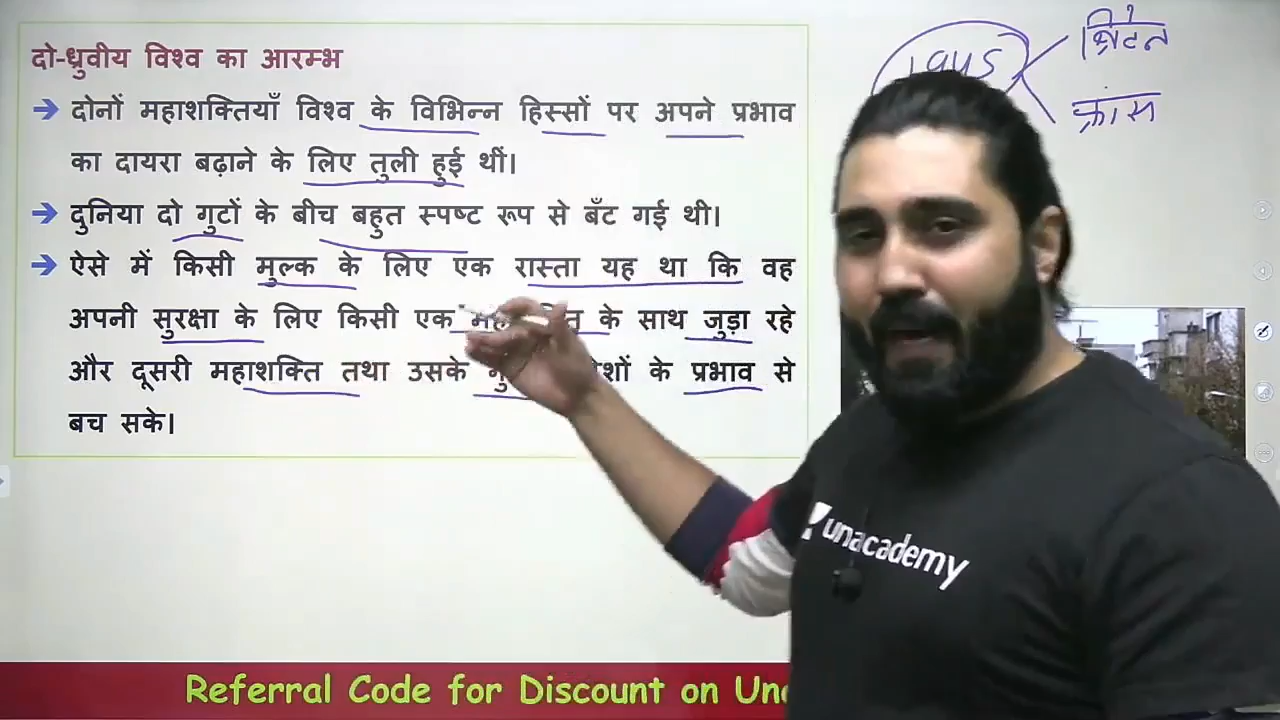 दो-ध्रुवीय विश्व का आरम्भ
→ दोनों महाशक्तियाँ विश्व के विभिन्न हिस्सों पर अपने प्रभाव
का दायरा बढ़ाने के लिए तुली हुई थीं।
→ दुनिया दो गुटों के बीच बहुत स्पष्ट रूप से बँट गई थी।
→ ऐसे में किसी मुल्क के लिए एक रास्ता यह था कि वह
अपनी सुरक्षा के लिए किसी एक के साथ जुड़ा रहे
और दूसरी महाशक्ति तथा उसके के प्रभाव से
बच सके।
1945
ब्रिटेन
फ्रांस
unacademy
Referral Code for Discount on